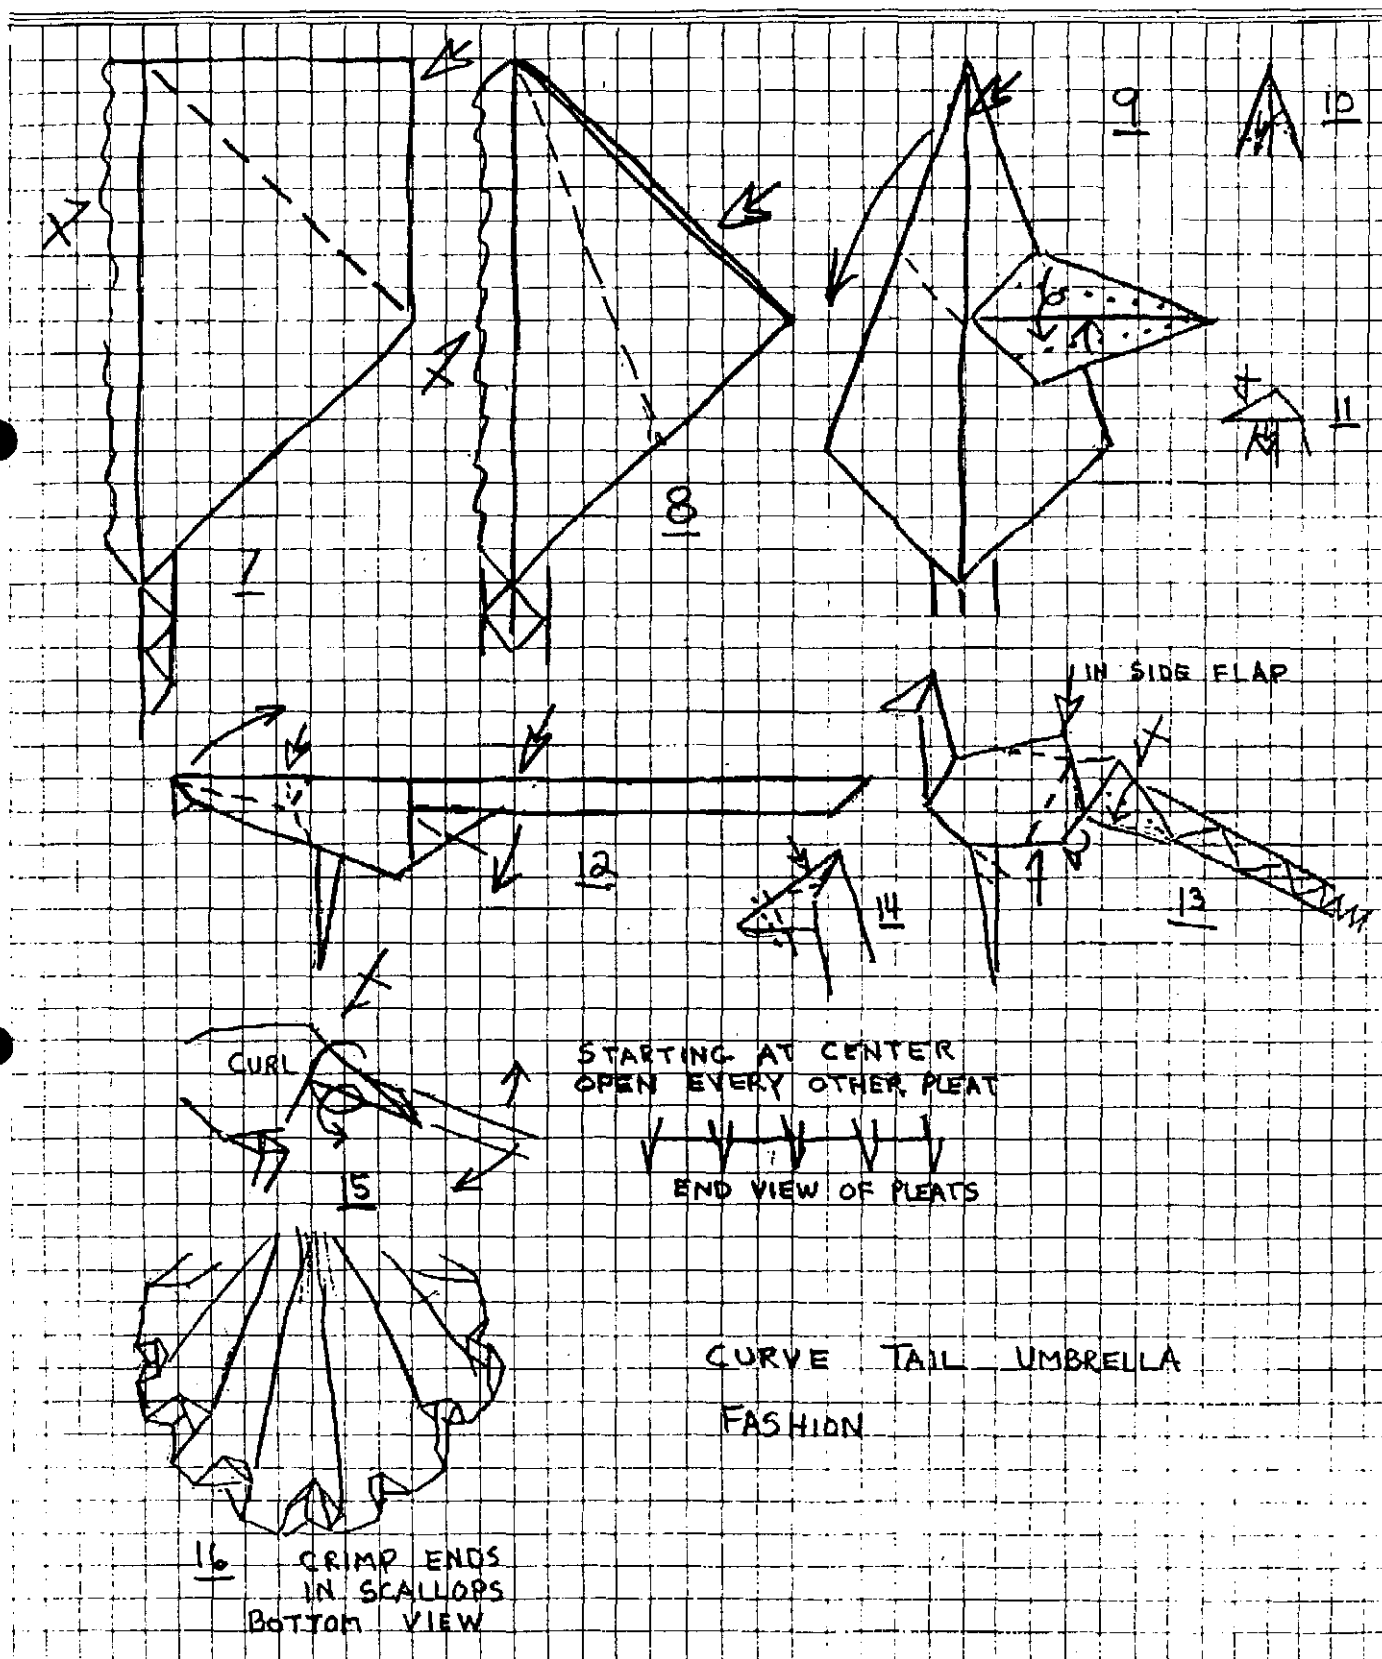 9
10
11
8
7
IN SIDE FLAP
12
14
13
CURL
STARTING AT CENTER
OPEN EVERY OTHER PLEAT
15
END VIEW OF PLEATS
CURVE TAIL UMBRELLA
FASHION
16 CRIMP ENDS
IN SCALLOPS
BOTTOM VIEW